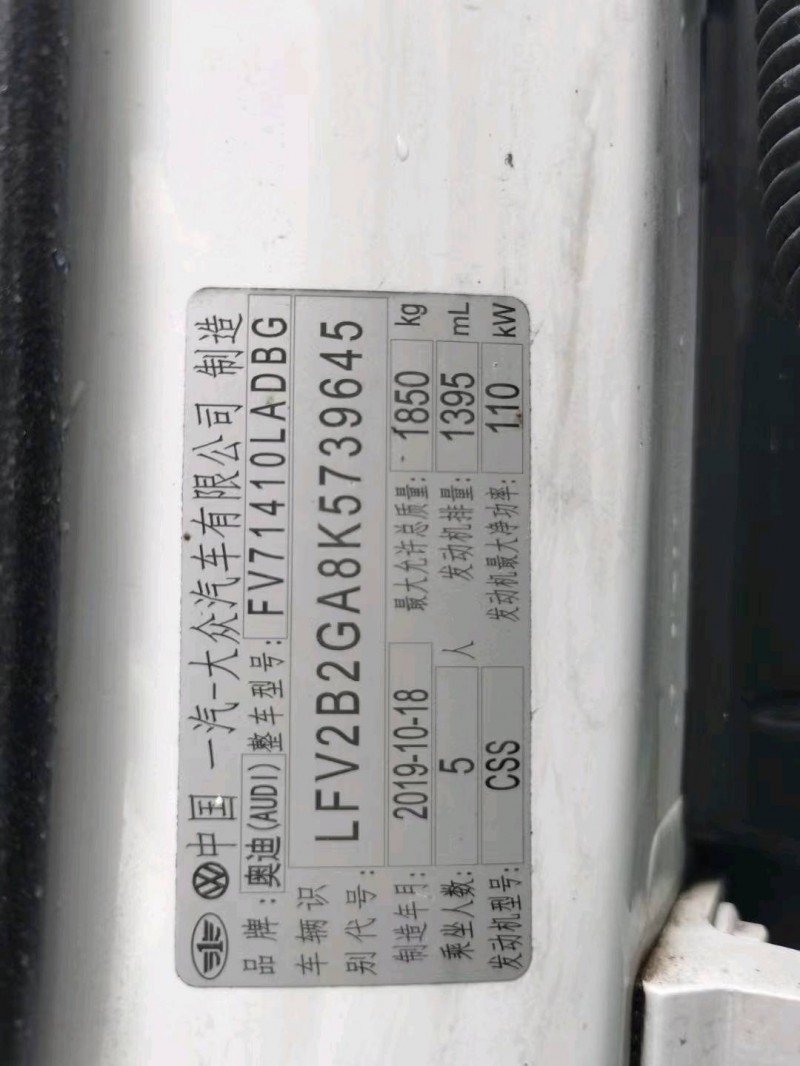 中国 一汽-大众汽车有限公司 制造
品牌: 奥迪(AUDI) 整车型号: FV71410LADBG
车辆识别代号: LFV2B2GA8K5739645
制造年月: 2019-10-18 最大允许总质量: 1850 kg
乘坐人数: 5 人 发动机排量: 1395 mL
发动机型号: CSS 发动机最大净功率: 110 kW